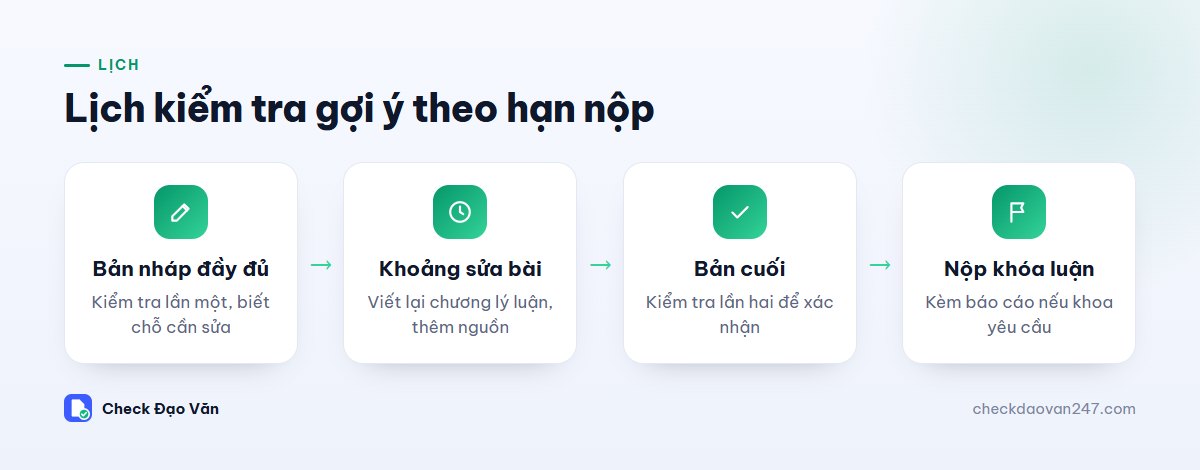 LỊCH
Lịch kiểm tra gợi ý theo hạn nộp
Bản nháp đầy đủ
Kiểm tra lần một, biết
chỗ cần sửa
Khoảng sửa bài
Viết lại chương lý luận,
thêm nguồn
Bản cuối
Kiểm tra lần hai để xác
nhận
Nộp khóa luận
Kèm báo cáo nếu khoa
yêu cầu
Check Đạo Văn
checkdaovan247.com